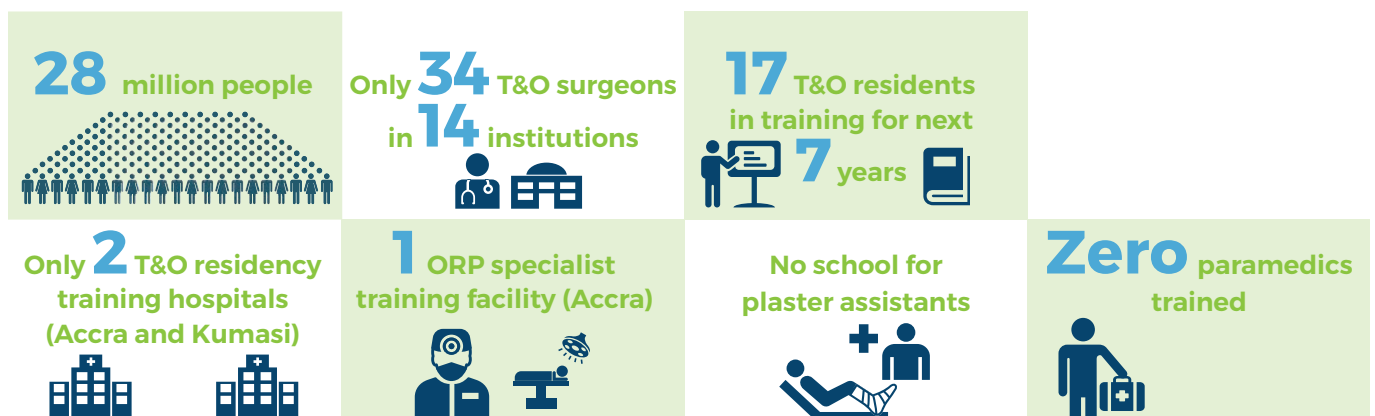 28 million people
Only 34 T&O surgeons
in 14 institutions
17 T&O residents
in training for next
7 years
Only 2 T&O residency
training hospitals
(Accra and Kumasi)
1 ORP specialist
training facility (Accra)
No school for
plaster assistants
Zero paramedics
trained